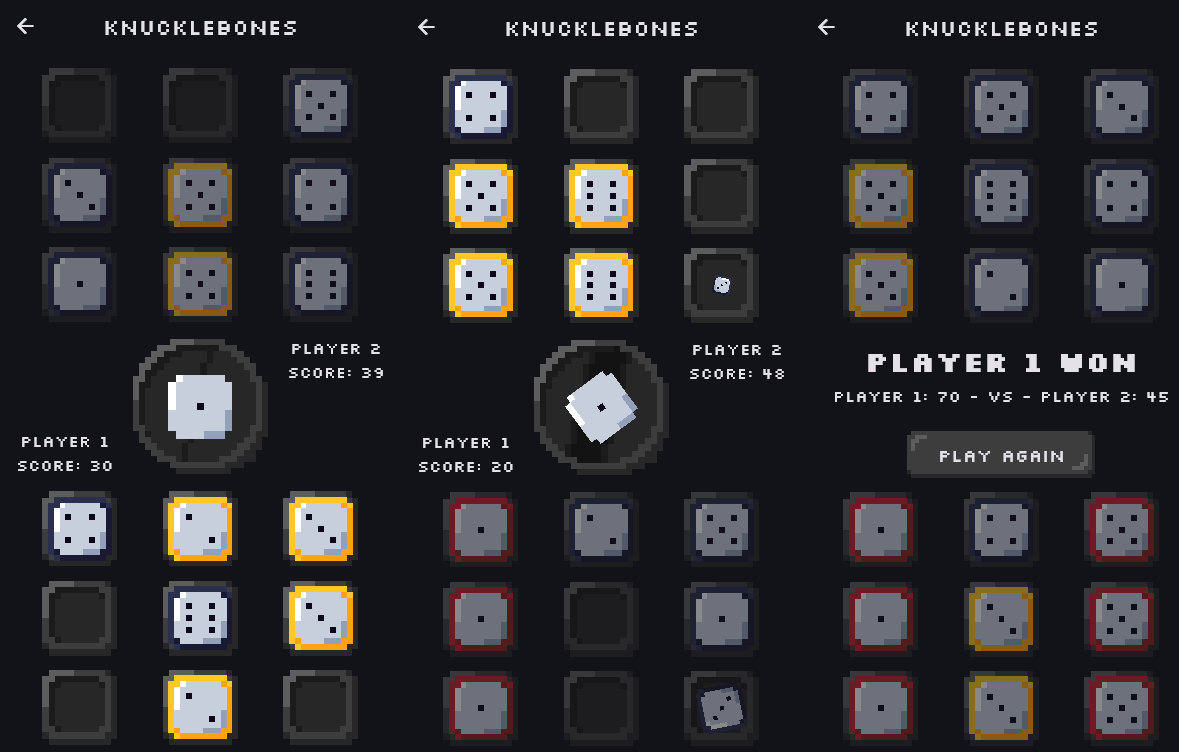 KNUCKLEBONES
PLAYER 2
SCORE: 39
PLAYER 1
SCORE: 30
KNUCKLEBONES
PLAYER 2
SCORE: 48
PLAYER 1
SCORE: 20
KNUCKLEBONES
PLAYER 1 WON
PLAYER 1: 70 - VS - PLAYER 2: 45
PLAY AGAIN